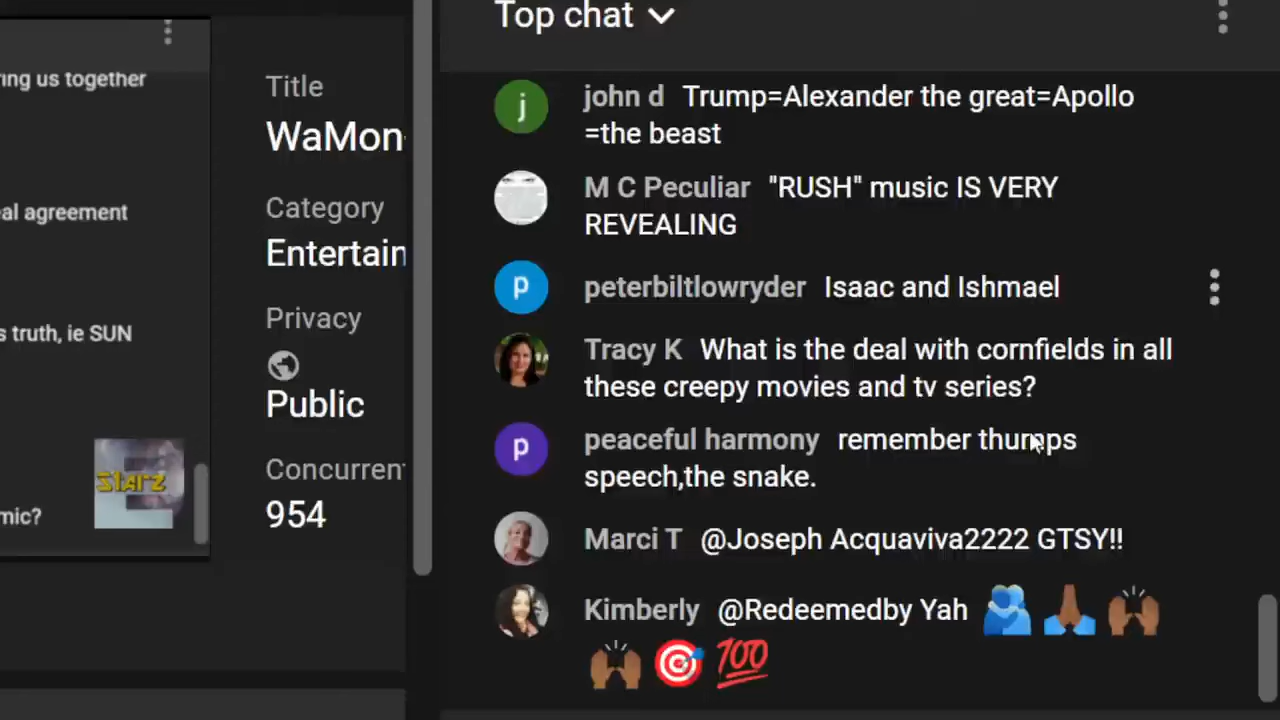 ring us together
eal agreement
s truth, ie SUN
Starz
mic?
Title
WaMon
Category
Entertain
Privacy
Public
Concurren
954
Top chat
j
john d Trump=Alexander the great=Apollo
=the beast
M C Peculiar "RUSH" music IS VERY
REVEALING
p
peterbiltlowryder Isaac and Ishmael
Tracy K What is the deal with cornfields in all
these creepy movies and tv series?
p
peaceful harmony remember thumps
speech,the snake.
Marci T @Joseph Acquaviva2222 GTSY!!
Kimberly @Redeemedby Yah 🫂 🙏🏾 🙌🏾
🙌🏾 🎯 💯